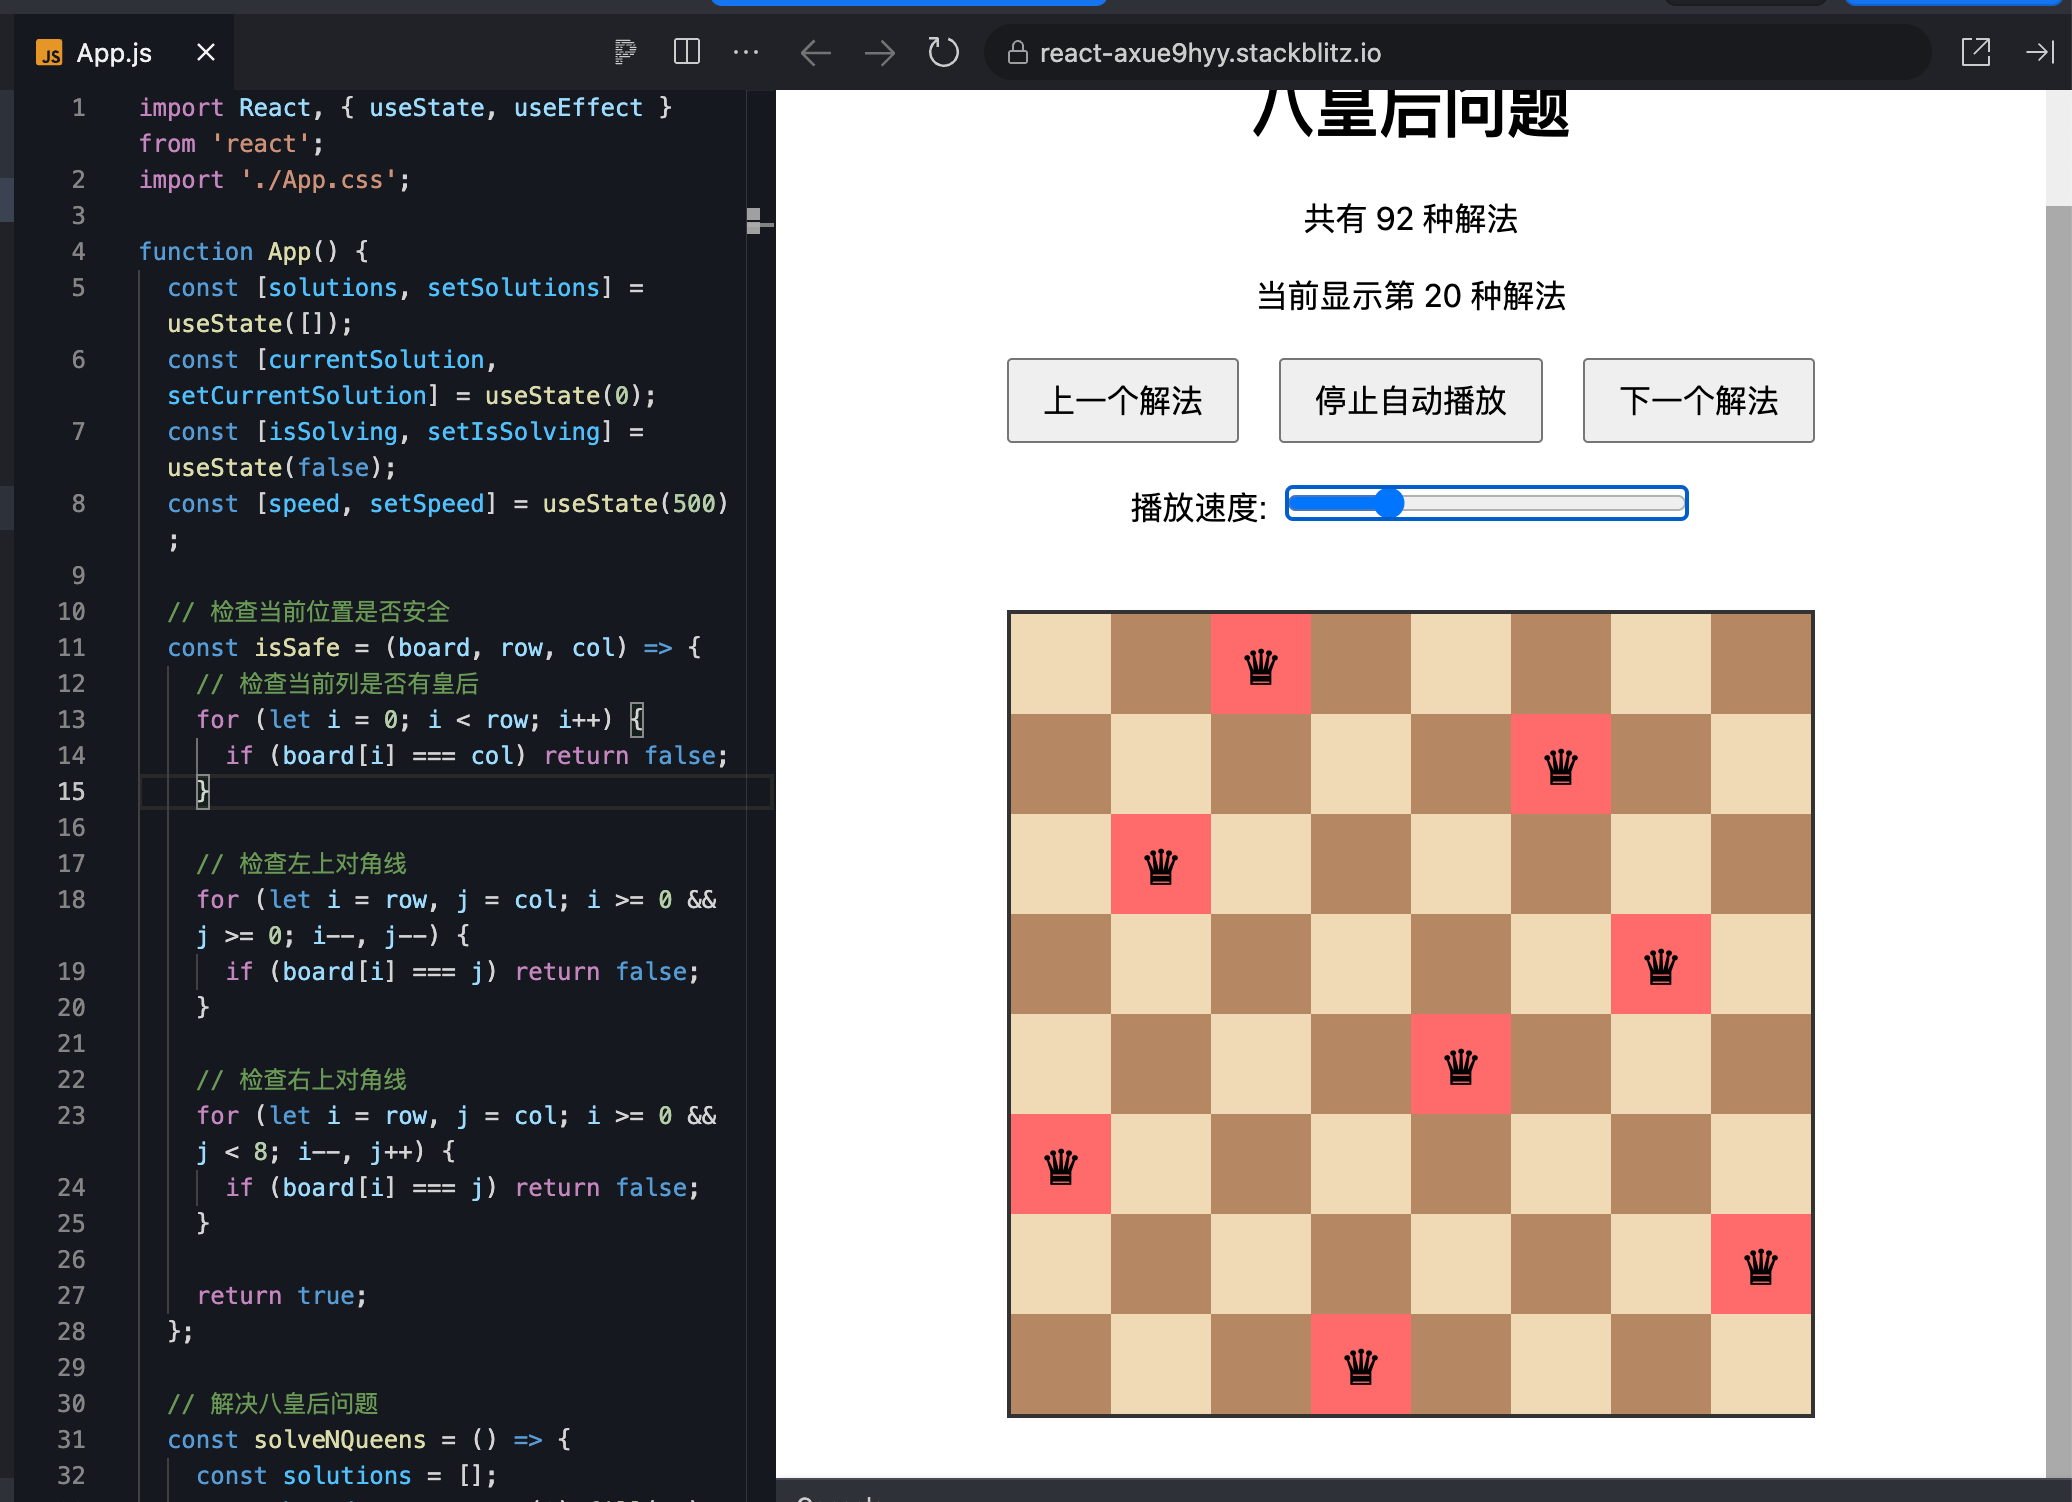 JS App.js
react-axue9hyy.stackblitz.io
1 import React, { useState, useEffect }
from 'react';
2 import './App.css';
3
4 function App() {
5 const [solutions, setSolutions] =
useState([]);
6 const [currentSolution,
setCurrentSolution] = useState(0);
7 const [isSolving, setIsSolving] =
useState(false);
8 const [speed, setSpeed] = useState(500)
;
9
10 // 检查当前位置是否安全
11 const isSafe = (board, row, col) => {
12 // 检查当前列是否有皇后
13 for (let i = 0; i < row; i++) {
14 if (board[i] === col) return false;
15 }
16
17 // 检查左上对角线
18 for (let i = row, j = col; i >= 0 &&
j >= 0; i--, j--) {
19 if (board[i] === j) return false;
20 }
21
22 // 检查右上对角线
23 for (let i = row, j = col; i >= 0 &&
j < 8; i--, j++) {
24 if (board[i] === j) return false;
25 }
26
27 return true;
28 };
29
30 // 解决八皇后问题
31 const solveNQueens = () => {
32 const solutions = [];
八皇后问题
共有 92 种解法
当前显示第 20 种解法
上一个解法
停止自动播放
下一个解法
播放速度: